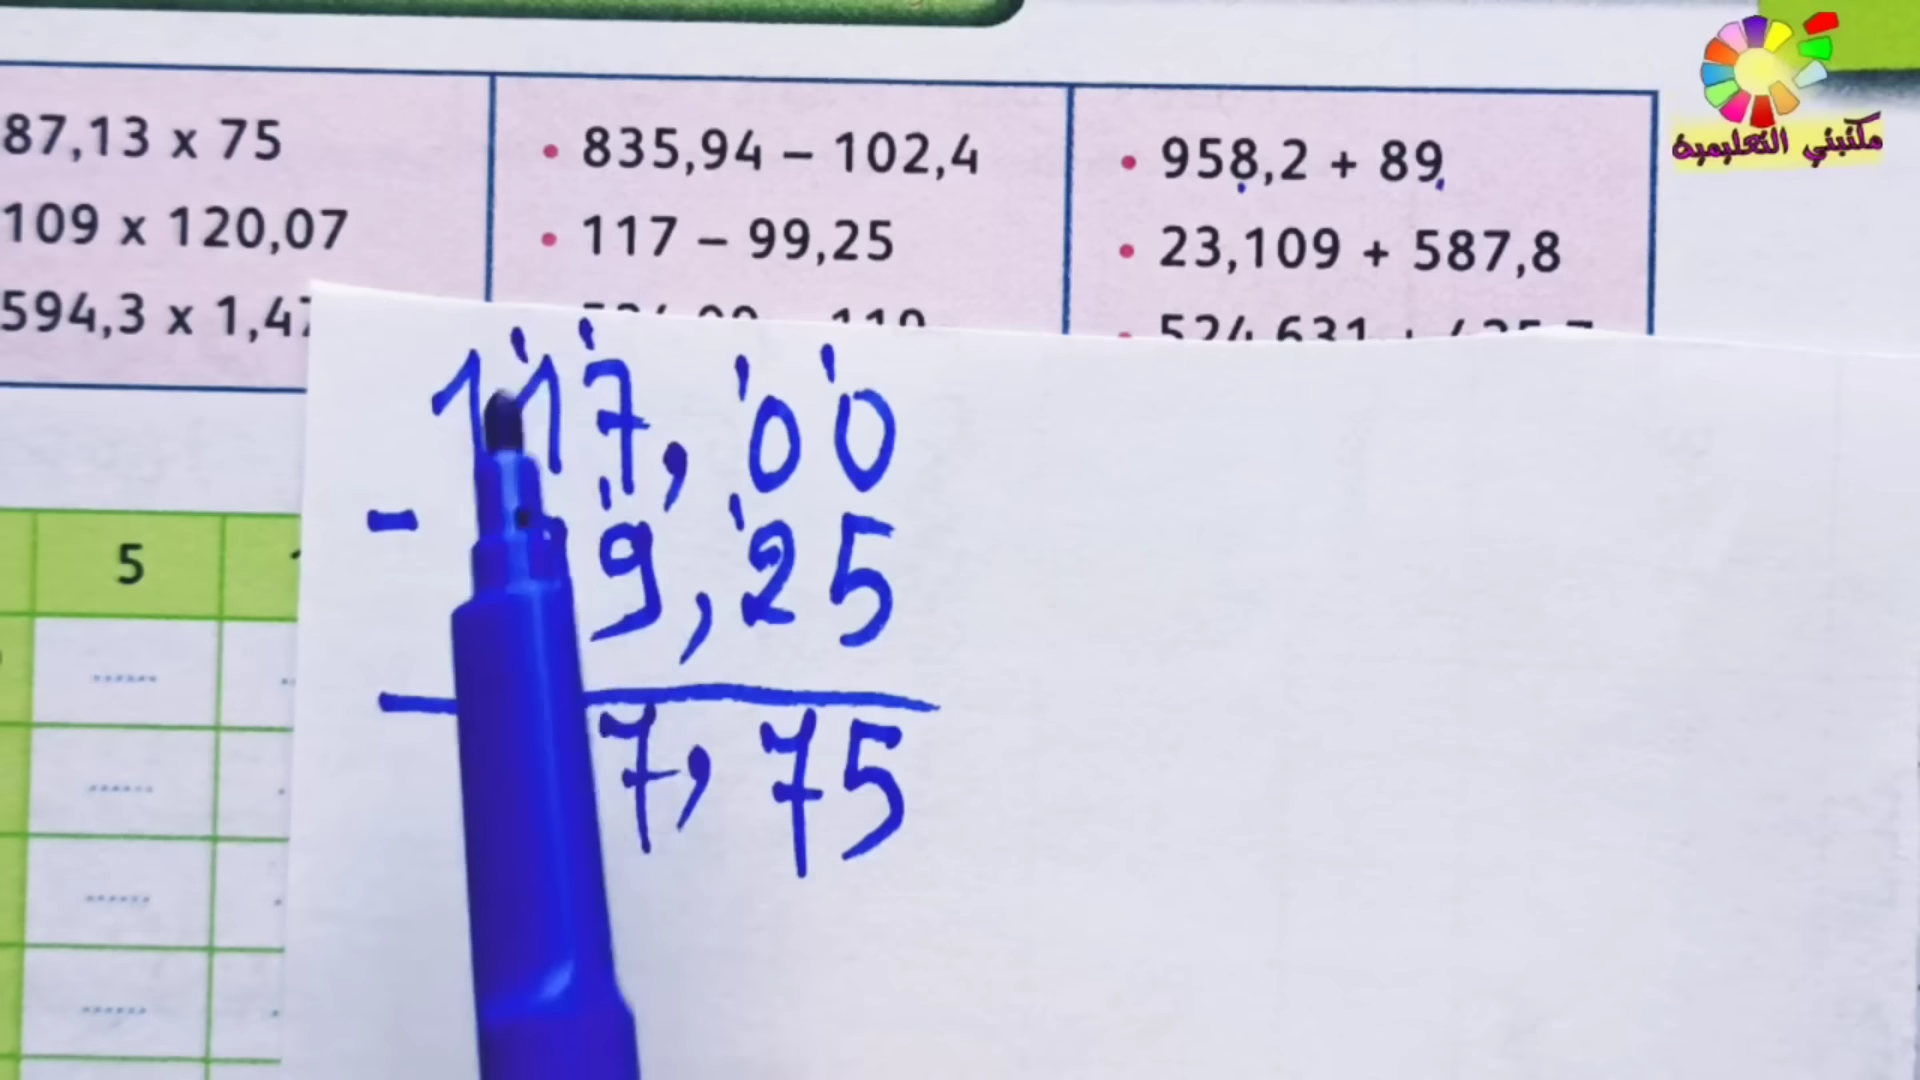 مكتبتي التعليمية
87,13 x 75
• 835,94 – 102,4
• 958,2 + 89
109 x 120,07
• 117 – 99,25
• 23,109 + 587,8
594,3 x 1,47
117,00
- 9,25
7,75
5